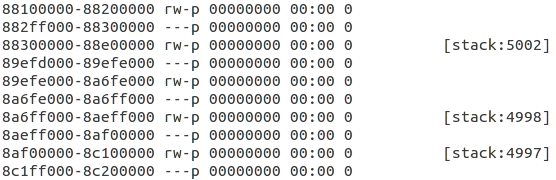 88100000-88200000 rw-p 00000000 00:00 0
882ff000-88300000 ---p 00000000 00:00 0
88300000-88e00000 rw-p 00000000 00:00 0 [stack:5002]
89efd000-89efe000 ---p 00000000 00:00 0
89efe000-8a6fe000 rw-p 00000000 00:00 0
8a6fe000-8a6ff000 ---p 00000000 00:00 0
8a6ff000-8aeff000 rw-p 00000000 00:00 0 [stack:4998]
8aeff000-8af00000 ---p 00000000 00:00 0
8af00000-8c100000 rw-p 00000000 00:00 0 [stack:4997]
8c1ff000-8c200000 ---p 00000000 00:00 0